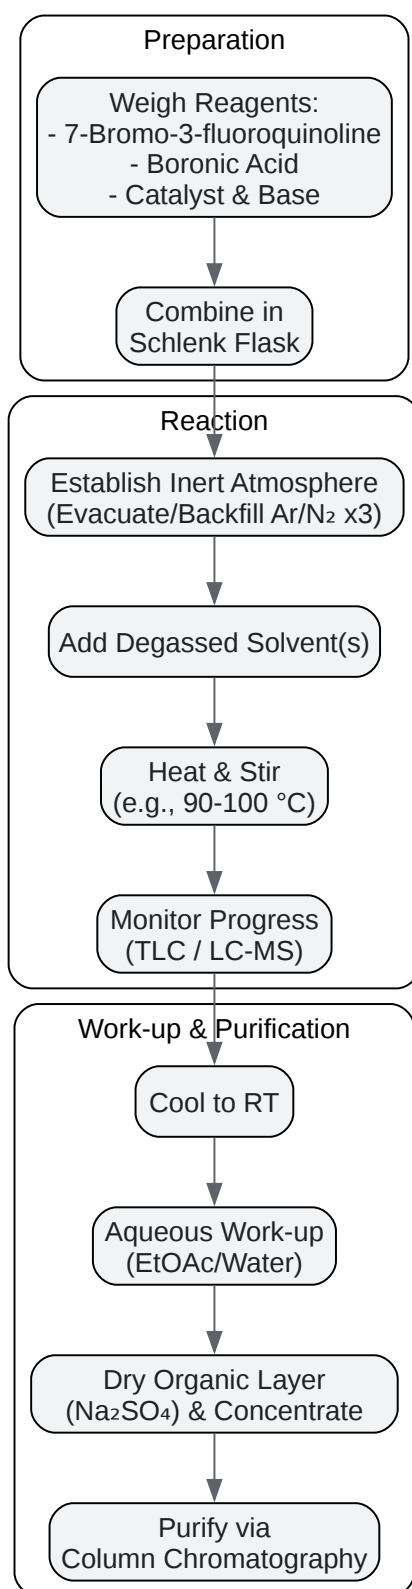 Preparation
Weigh Reagents:
- 7-Bromo-3-fluoroquinoline
- Boronic Acid
- Catalyst & Base
Combine in
Schlenk Flask
Reaction
Establish Inert Atmosphere
(Evacuate/Backfill Ar/N₂ x3)
Add Degassed Solvent(s)
Heat & Stir
(e.g., 90-100 °C)
Monitor Progress
(TLC / LC-MS)
Work-up & Purification
Cool to RT
Aqueous Work-up
(EtOAc/Water)
Dry Organic Layer
(Na₂SO₄) & Concentrate
Purify via
Column Chromatography